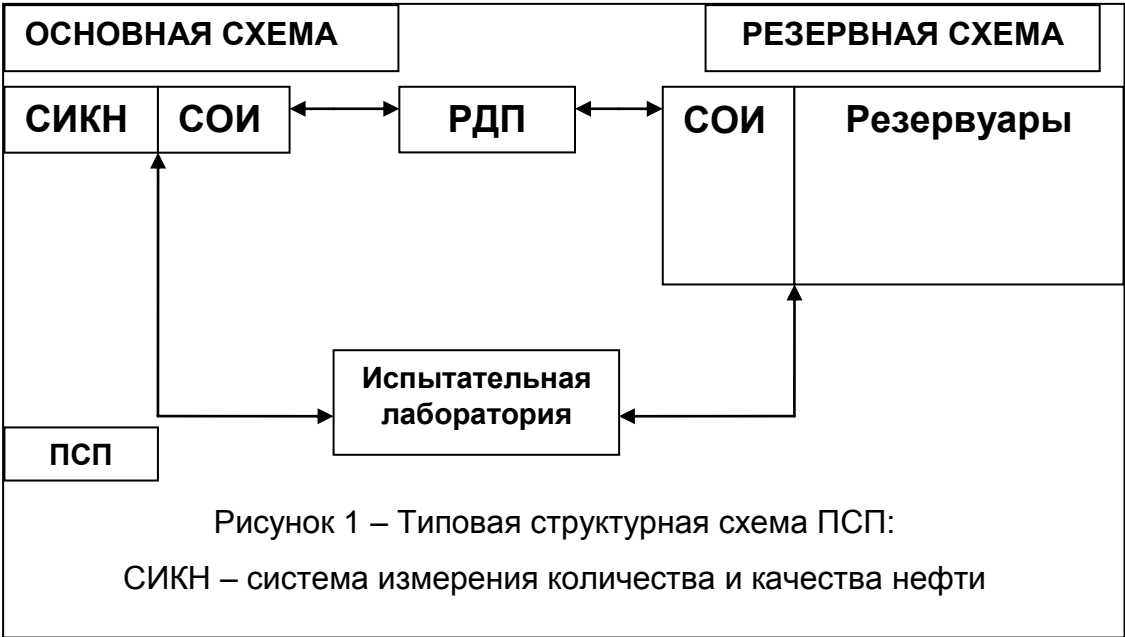 ОСНОВНАЯ СХЕМА
РЕЗЕРВНАЯ СХЕМА
СИКН
СОИ
РДП
СОИ
Резервуары
Испытательная
лаборатория
ПСП
Рисунок 1 – Типовая структурная схема ПСП:
СИКН – система измерения количества и качества нефти